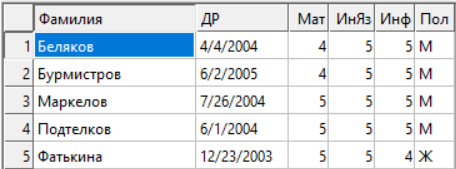 Фамилия ДР Мат ИнЯз Инф Пол
1 Беляков 4/4/2004 4 5 5 М
2 Бурмистров 6/2/2005 4 5 5 М
3 Маркелов 7/26/2004 5 5 5 М
4 Подтелков 6/1/2004 5 5 5 М
5 Фатькина 12/23/2003 5 5 4 Ж